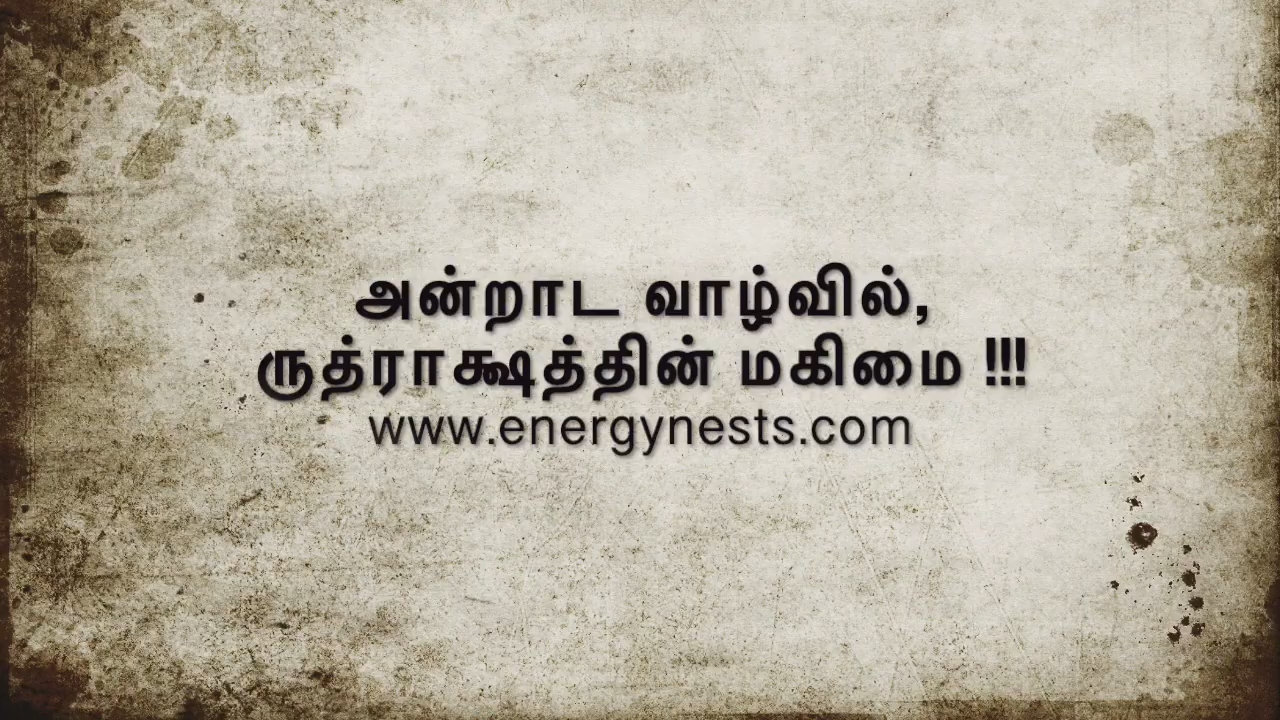 அன்றாட வாழ்வில்,
ருத்ராக்ஷத்தின் மகிமை !!!
www.energynests.com